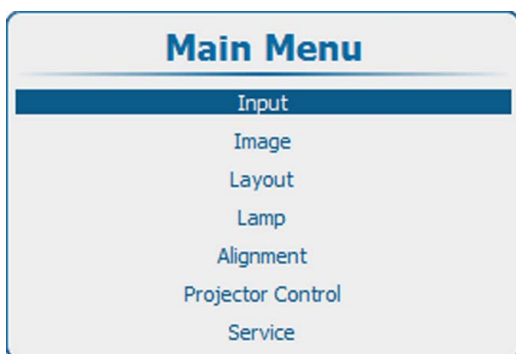 Main Menu
Input
Image
Layout
Lamp
Alignment
Projector Control
Service